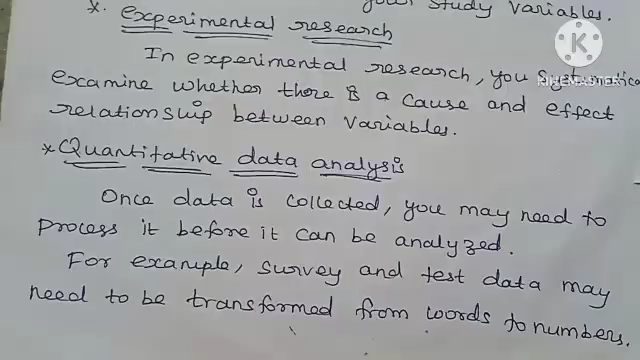 your study variables.
* experimental research
In experimental research, you systematica
examine whether there is a cause and effect
relationship between variables.
* Quantitative data analysis
Once data is collected, you may need to
process it before it can be analyzed.
For example, survey and test data may
need to be transformed from words to numbers.
K
KINEMASTER